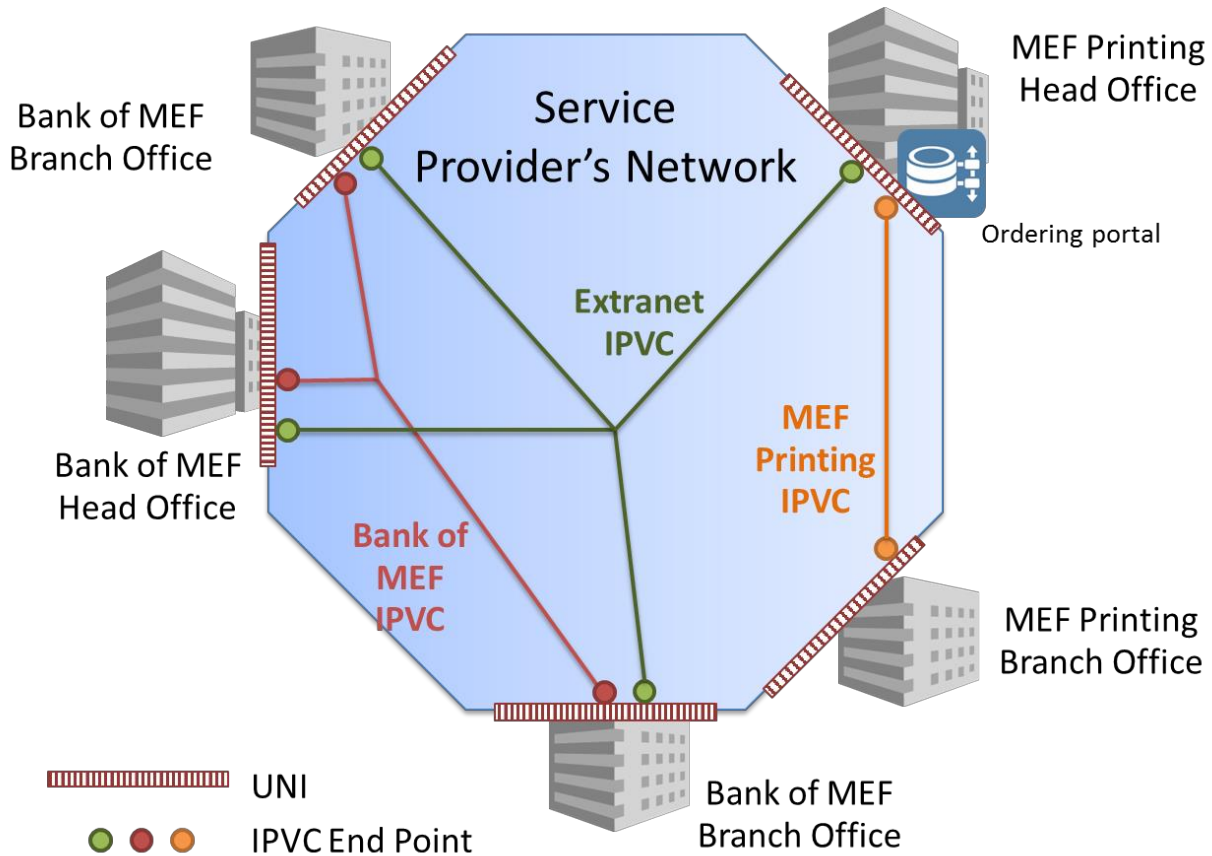 Service
Provider's Network
MEF Printing
Head Office
Bank of MEF
Branch Office
Ordering portal
Extranet
IPVC
MEF
Printing
IPVC
Bank of MEF
Head Office
Bank of
MEF
IPVC
MEF Printing
Branch Office
Bank of MEF
Branch Office
UNI
IPVC End Point